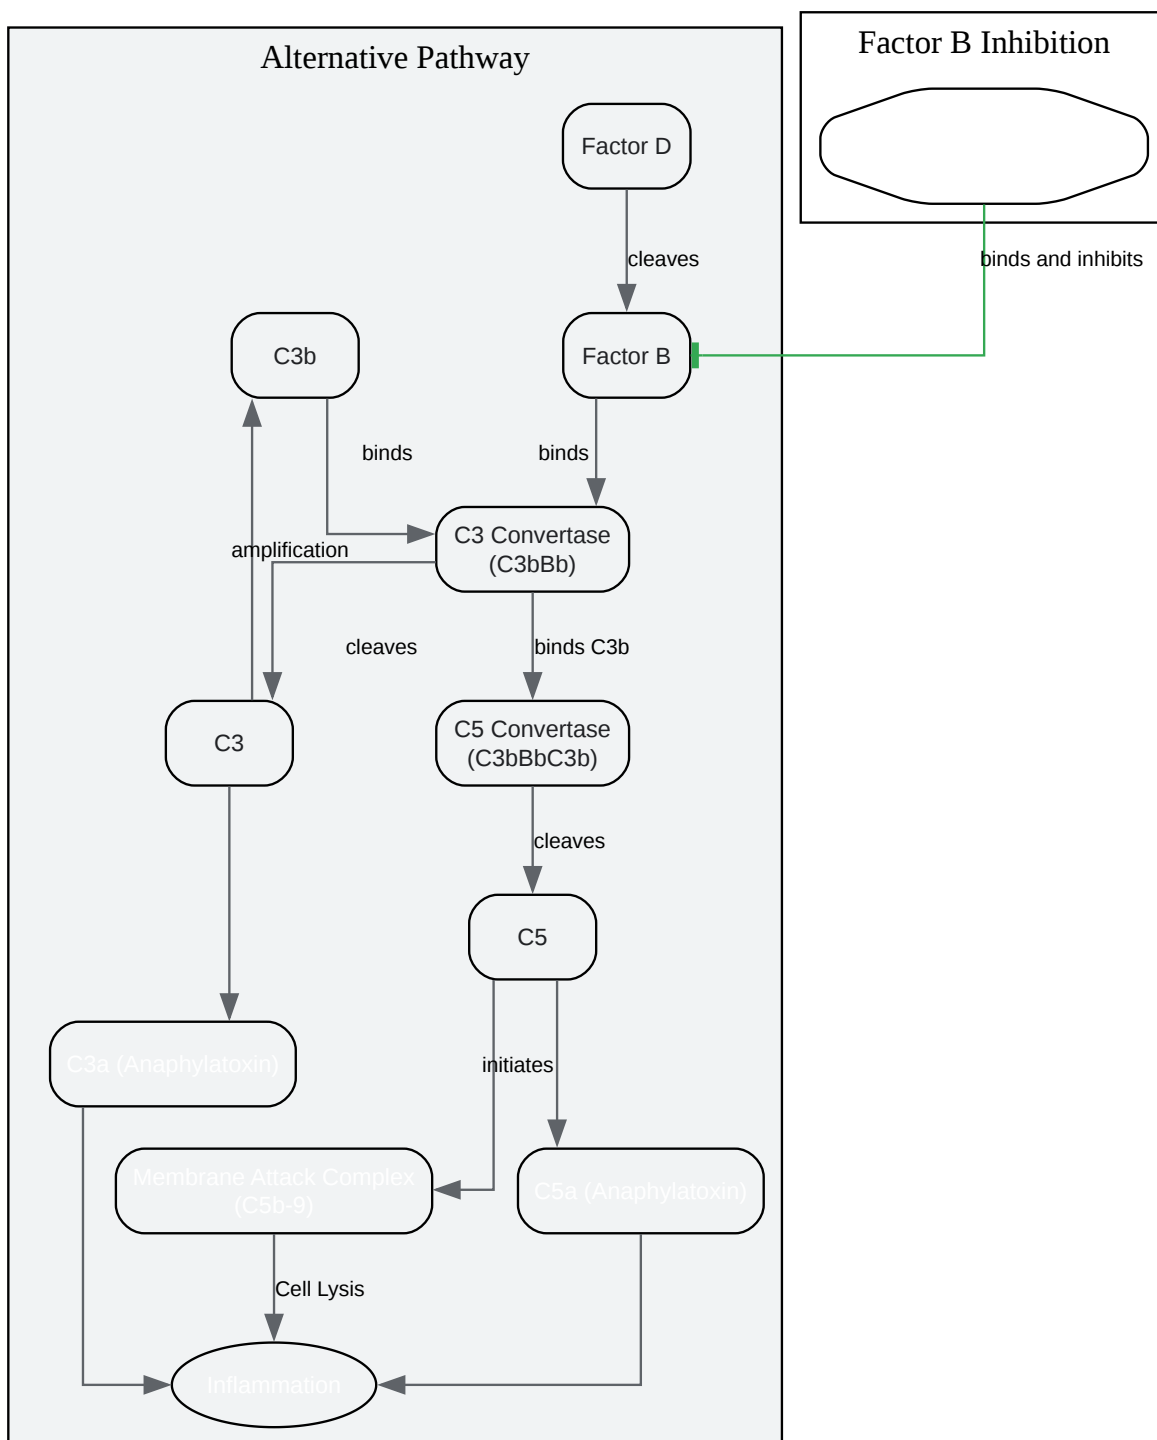 Alternative Pathway
Factor B Inhibition
Factor D
cleaves
binds and inhibits
C3b
Factor B
binds
binds
C3 Convertase
(C3bBb)
amplification
cleaves
binds C3b
C3
C5 Convertase
(C3bBbC3b)
cleaves
C5
C3a (Anaphylatoxin)
initiates
Membrane Attack Complex
(C5b-9)
C5a (Anaphylatoxin)
Cell Lysis
Inflammation